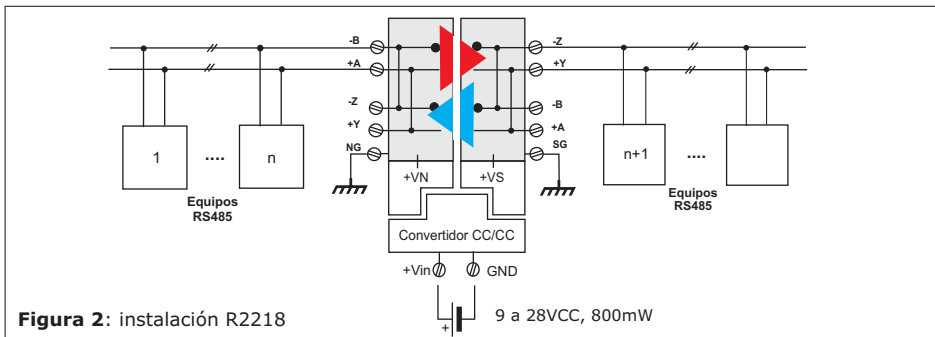 -B
+A
-Z
+Y
NG
-Z
+Y
-B
+A
SG
+VN
+VS
1
....
n
n+1
....
Equipos
RS485
Equipos
RS485
Convertidor CC/CC
+Vin
GND
+
9 a 28VCC, 800mW
Figura 2: instalación R2218